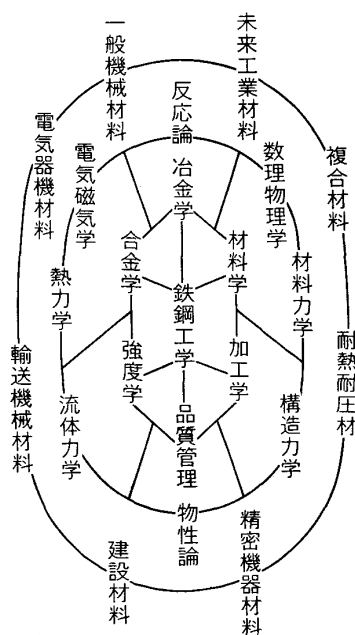 一般機械材料
未来工業材料
電気器機材料
複合材料
反応論
電気磁気学
数理物理学
冶金学
合金学
材料学
熱力学
材料力学
鉄鋼工学
輸送機械材料
耐熱耐圧材
強度学
加工学
流体力学
構造力学
品質管理
物性論
建設材料
精密機器材料